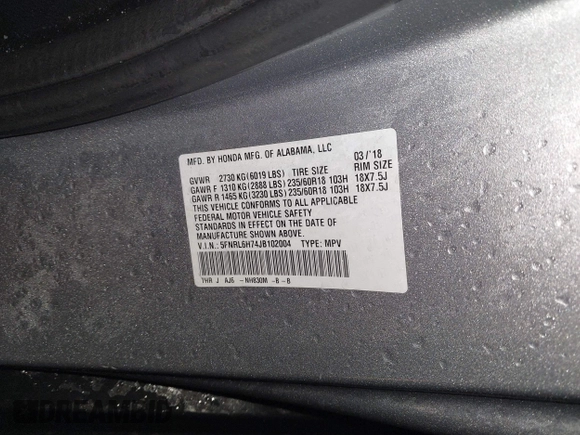 MFD. BY HONDA MFG. OF ALABAMA, LLC 03/'18
GVWR 2730 KG(6019 LBS) TIRE SIZE RIM SIZE
GAWR F 1310 KG(2888 LBS) 235/60R18 103H 18X7.5J
GAWR R 1465 KG(3230 LBS) 235/60R18 103H 18X7.5J
THIS VEHICLE CONFORMS TO ALL APPLICABLE
FEDERAL MOTOR VEHICLE SAFETY
STANDARDS IN EFFECT ON THE DATE OF
MANUFACTURE SHOWN ABOVE.
V.I.N.: 5FNRL6H74JB102004 TYPE: MPV
THR J AJ6 -NH830M -B -B
DREAMBID